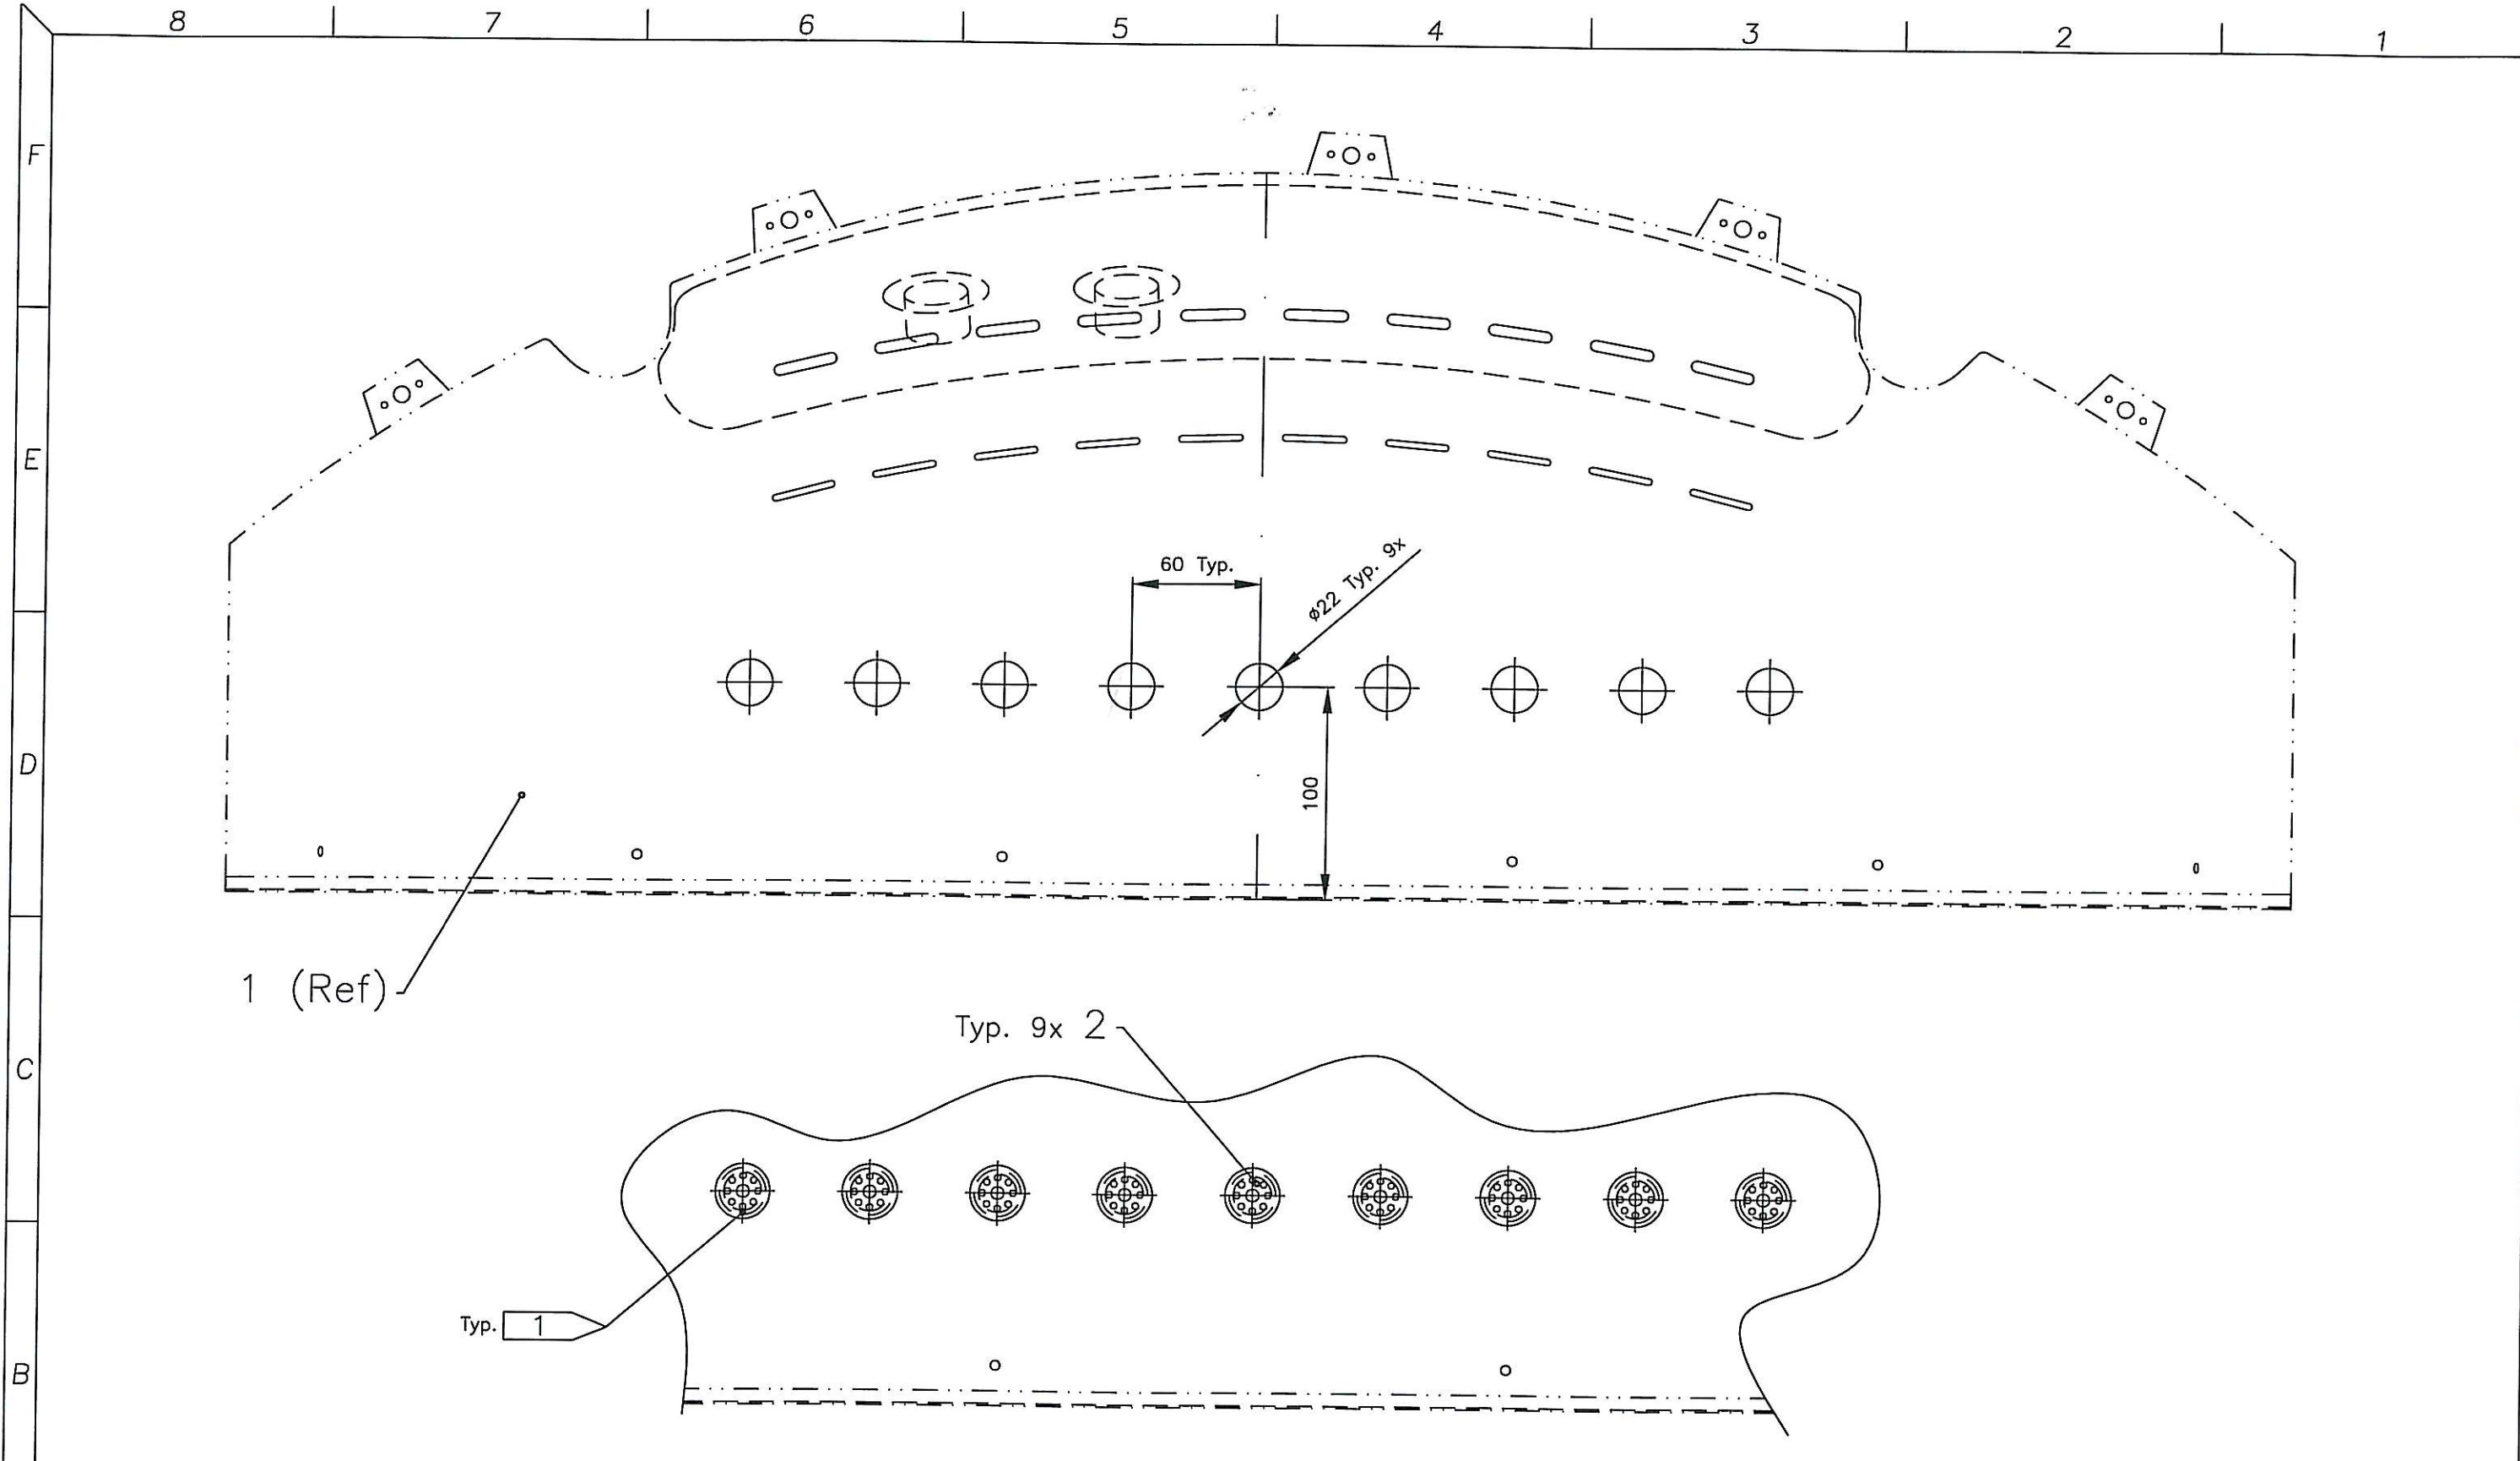 8 7 6 5 4 3 2 1
F
E
60 Typ.
ø22 Typ. 9x
D
100
1 (Ref)
Typ. 9x 2
C
Typ. 1
B